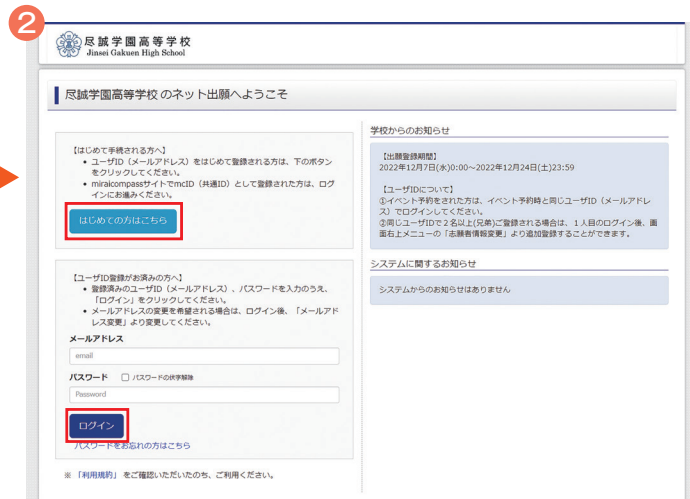 2
尽誠学園高等学校
Jinsei Gakuen High School
尽誠学園高等学校 のネット出願へようこそ
【はじめて手続される方へ】
• ユーザID（メールアドレス）をはじめて登録される方は、下のボタン
をクリックしてください。
• miraicompassサイトでmcID（共通ID）として登録された方は、ログ
インにお進みください。
はじめての方はこちら
【ユーザID登録がお済みの方へ】
• 登録済みのユーザID（メールアドレス）、パスワードを入力のうえ、
「ログイン」をクリックしてください。
• メールアドレスの変更を希望される場合は、ログイン後、「メールアド
レス変更」より変更してください。
メールアドレス
email
パスワード パスワードの伏字解除
Password
ログイン
パスワードをお忘れの方はこちら
※ 「利用規約」 をご確認いただいたのち、ご利用ください。
学校からのお知らせ
【出願登録期間】
2022年12月7日(水)0:00～2022年12月24日(土)23:59
【ユーザIDについて】
①イベント予約をされた方は、イベント予約時と同じユーザID（メールアドレ
ス）でログインしてください。
②同じユーザIDで２名以上(兄弟)ご登録される場合は、１人目のログイン後、画
面右上メニューの「志願者情報変更」より追加登録することができます。
システムに関するお知らせ
システムからのお知らせはありません